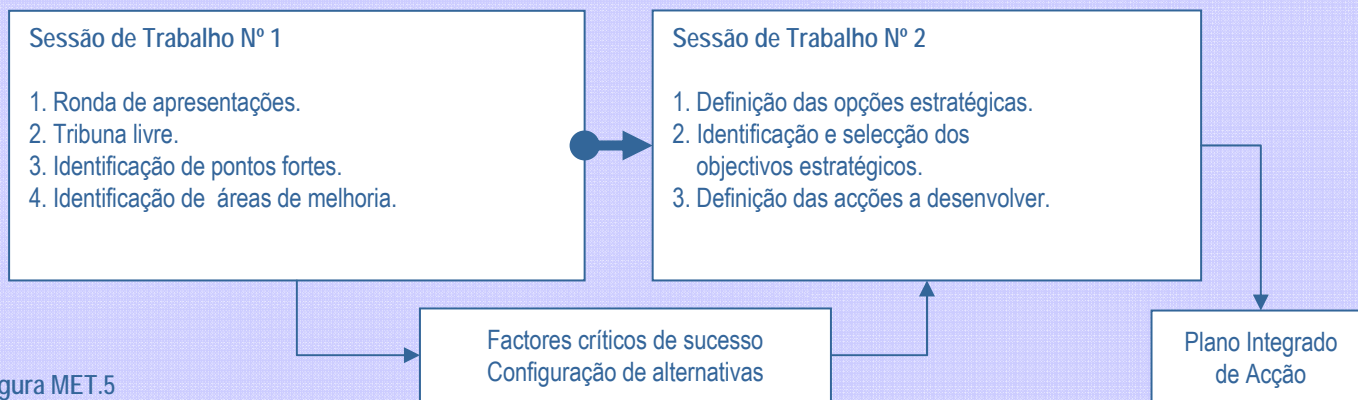 Sessão de Trabalho Nº 1
1. Ronda de apresentações.
2. Tribuna livre.
3. Identificação de pontos fortes.
4. Identificação de áreas de melhoria.
Sessão de Trabalho Nº 2
1. Definição das opções estratégicas.
2. Identificação e selecção dos
objectivos estratégicos.
3. Definição das acções a desenvolver.
Factores críticos de sucesso
Configuração de alternativas
Plano Integrado
de Acção
gura MET.5